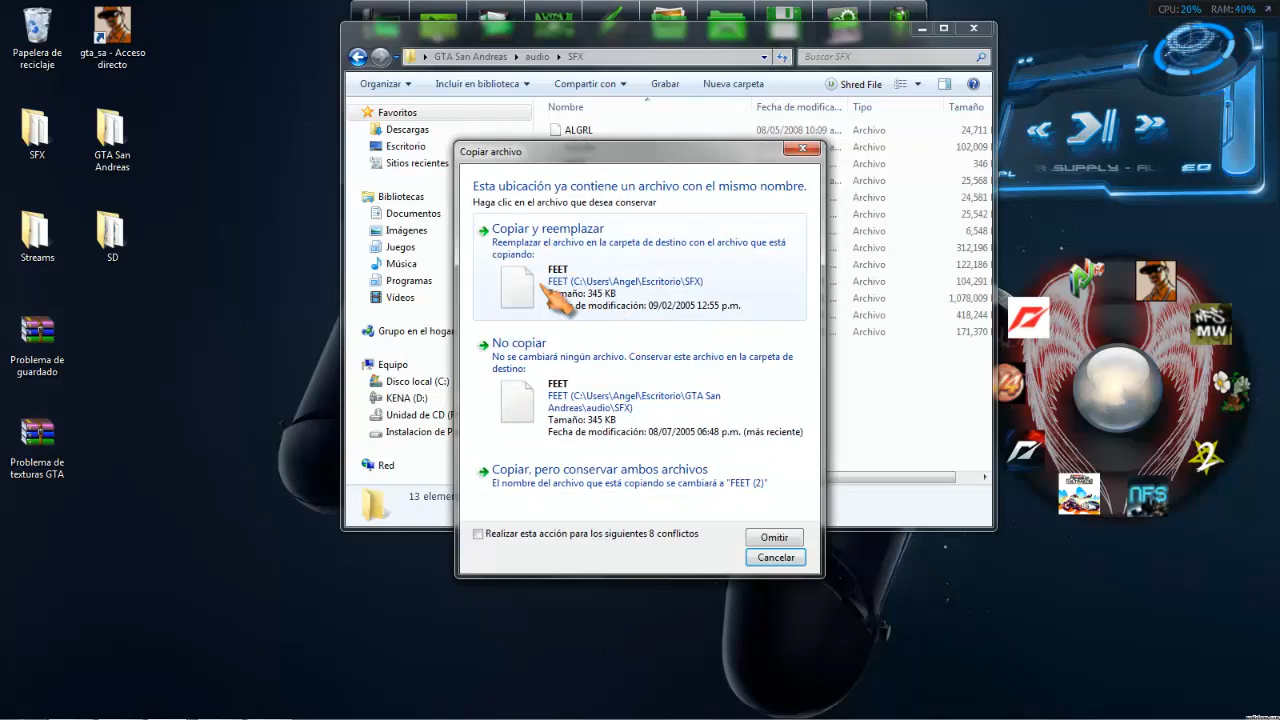 CPU: 20% RAM: 40%
Papelera de
reciclaje
gta_sa - Acceso
directo
SFX
GTA San
Andreas
Streams
SD
Problema de
guardado
Problema de
texturas GTA
GTA San Andreas
audio
SFX
Buscar SFX
Organizar
Incluir en biblioteca
Compartir con
Grabar
Nueva carpeta
Shred File
Favoritos
Descargas
Escritorio
Sitios recientes
Bibliotecas
Documentos
Imágenes
Juegos
Música
Programas
Vídeos
Grupo en el hogar
Equipo
Disco local (C:)
KENA (D:)
Unidad de CD (
Instalacion de P
Red
Nombre Fecha de modifica... Tipo Tamaño
ALGRL 08/05/2008 10:09 a... Archivo 24,711
Archivo 102,009
Archivo 346
Archivo 25,568
Archivo 24,581
Archivo 25,542
Archivo 6,548
Archivo 312,196
Archivo 122,186
Archivo 104,291
Archivo 1,078,009
Archivo 418,244
Archivo 171,370
13 eleme
Copiar archivo
Esta ubicación ya contiene un archivo con el mismo nombre.
Haga clic en el archivo que desea conservar
Copiar y reemplazar
Reemplazar el archivo en la carpeta de destino con el archivo que está
copiando:
FEET
FEET (C:\Users\Angel\Escritorio\SFX)
Tamaño: 345 KB
de modificación: 09/02/2005 12:55 p.m.
No copiar
No se cambiará ningún archivo. Conservar este archivo en la carpeta de
destino:
FEET
FEET (C:\Users\Angel\Escritorio\GTA San
Andreas\audio\SFX)
Tamaño: 345 KB
Fecha de modificación: 08/07/2005 06:48 p.m. (más reciente)
Copiar, pero conservar ambos archivos
El nombre del archivo que está copiando se cambiará a "FEET (2)"
Realizar esta acción para los siguientes 8 conflictos
Omitir
Cancelar
R SUPPLY - AL
PL
EQ
NFS
MW
14
2
NFS